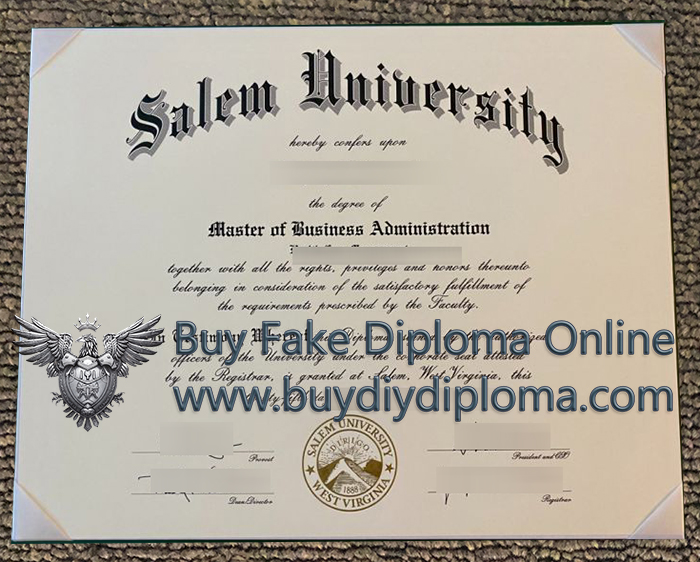 Salem University
hereby confers upon
the degree of
Master of Business Administration
together with all the rights, privileges and honors thereunto
belonging in consideration of the satisfactory fulfillment of
the requirements prescribed by the Faculty.
Buy Fake Diploma Online
officers of the University under the corporate seal attested
by the Registrar, is granted at Salem, West Virginia, this
www.buydiydiploma.com
Provost
President and CEO
SALEM UNIVERSITY
DIRIGO
1888
WEST VIRGINIA
Dean/Director
Registrar